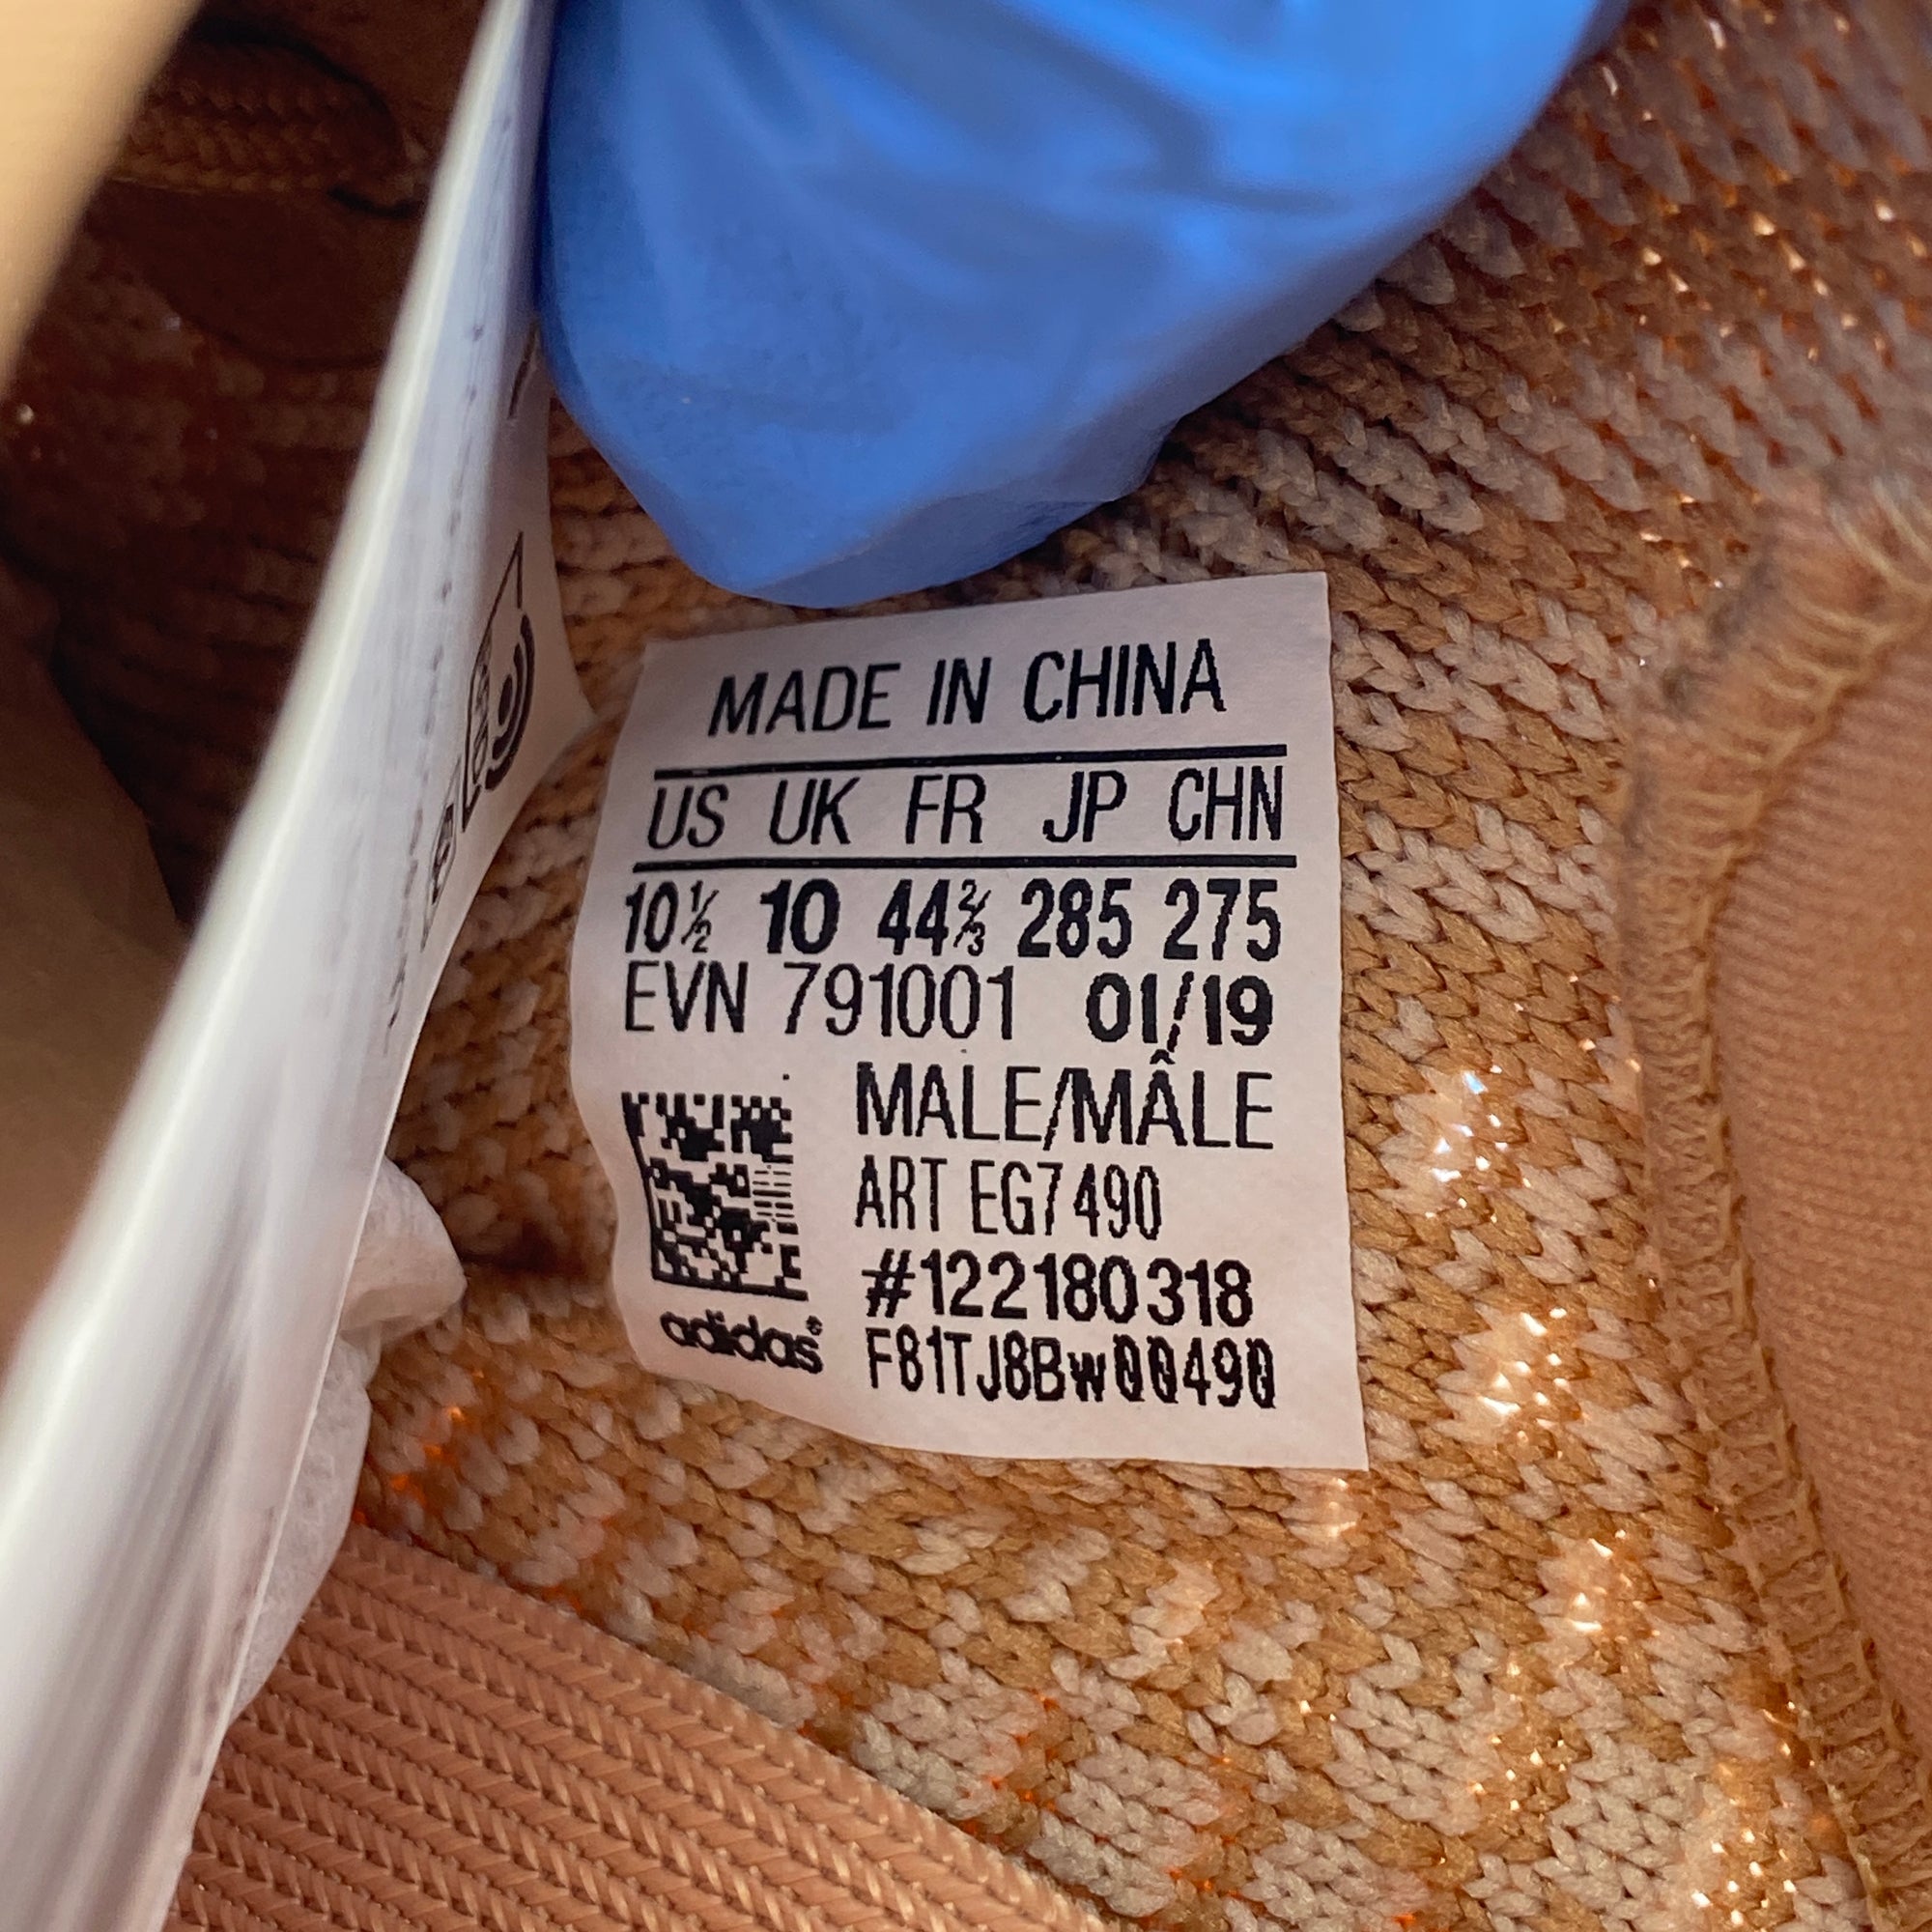 MADE IN CHINA
US UK FR JP CHN
10½ 10 44⅔ 285 275
EVN 791001 01/19
MALE/MÂLE
ART EG7490
#122180318
adidas®
F81TJ8Bw00490